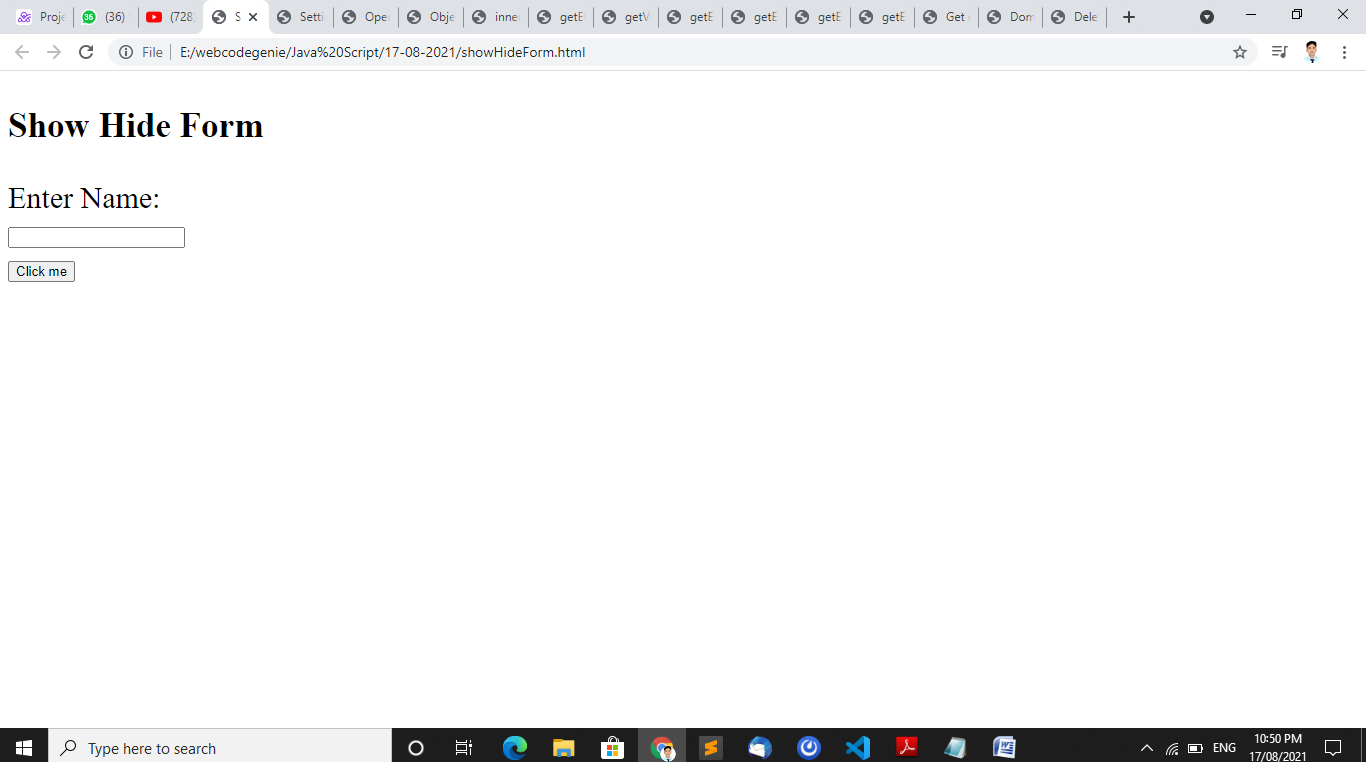 Proje
36 (36)
(728)
S
Setti
Ope
Obje
inne
getE
getV
getE
getE
getE
getE
Get
Dom
Dele
File E:/webcodegenie/Java%20Script/17-08-2021/showHideForm.html
Show Hide Form
Enter Name:
Click me
Type here to search
ENG
10:50 PM
17/08/2021